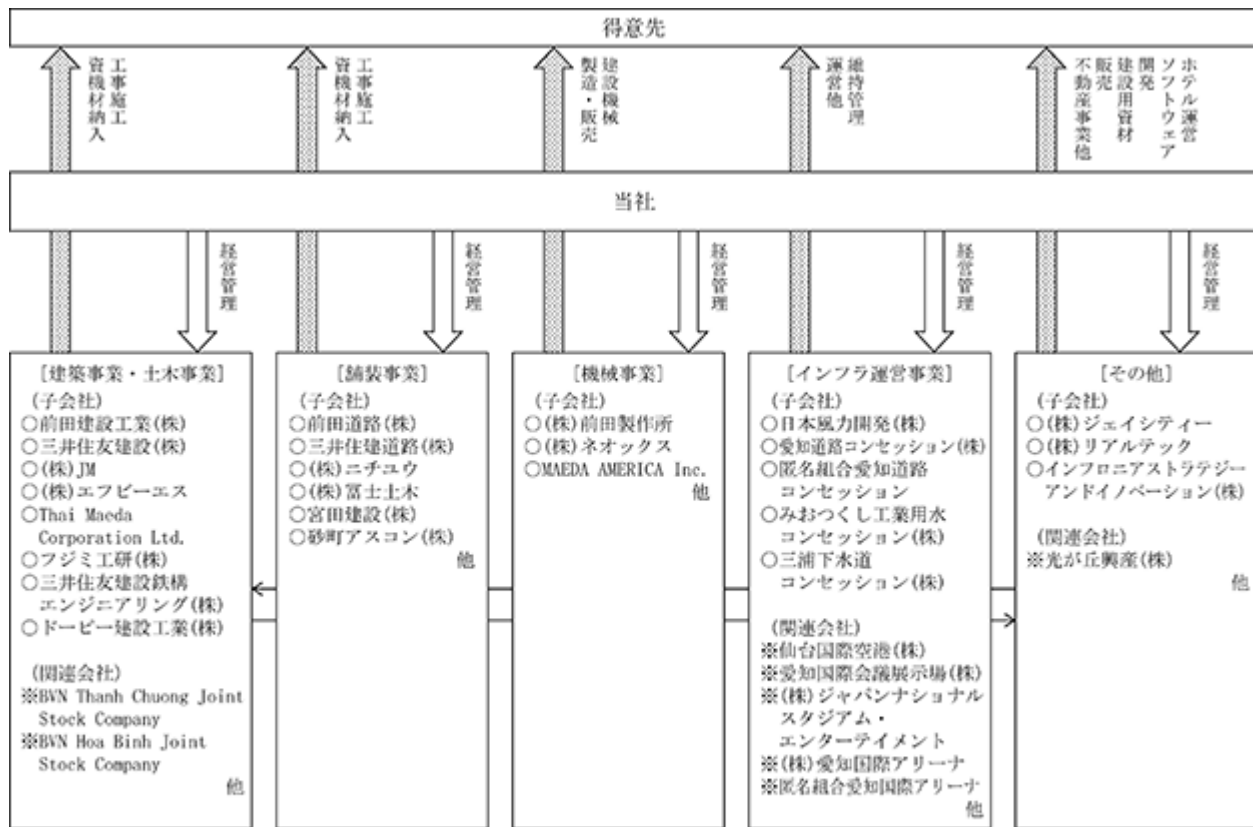 得意先
工事施工
資機材納入
工事施工
資機材納入
建設機械
製造・販売
維持管理
運営他
ホテル運営
ソフトウェア
開発
建設用資材
販売
不動産事業他
当社
経営管理
経営管理
経営管理
経営管理
経営管理
[建築事業・土木事業]
(子会社)
○前田建設工業(株)
○三井住友建設(株)
○(株)JM
○(株)エフビーエス
○Thai Maeda
Corporation Ltd.
○フジミ工研(株)
○三井住友建設鉄構
エンジニアリング(株)
○ドーピー建設工業(株)
(関連会社)
※BVN Thanh Chuong Joint
Stock Company
※BVN Hoa Binh Joint
Stock Company
他
[舗装事業]
(子会社)
○前田道路(株)
○三井住建道路(株)
○(株)ニチユウ
○(株)冨士土木
○宮田建設(株)
○砂町アスコン(株)
他
[機械事業]
(子会社)
○(株)前田製作所
○(株)ネオックス
○MAEDA AMERICA Inc.
他
[インフラ運営事業]
(子会社)
○日本風力開発(株)
○愛知道路コンセッション(株)
○匿名組合愛知道路
コンセッション
○みおつくし工業用水
コンセッション(株)
○三浦下水道
コンセッション(株)
(関連会社)
※仙台国際空港(株)
※愛知国際会議展示場(株)
※(株)ジャパンナショナル
スタジアム・
エンターテイメント
※(株)愛知国際アリーナ
※匿名組合愛知国際アリーナ
他
[その他]
(子会社)
○(株)ジェイシティー
○(株)リアルテック
○インフロニアストラテジー
アンドイノベーション(株)
(関連会社)
※光が丘興産(株)
他